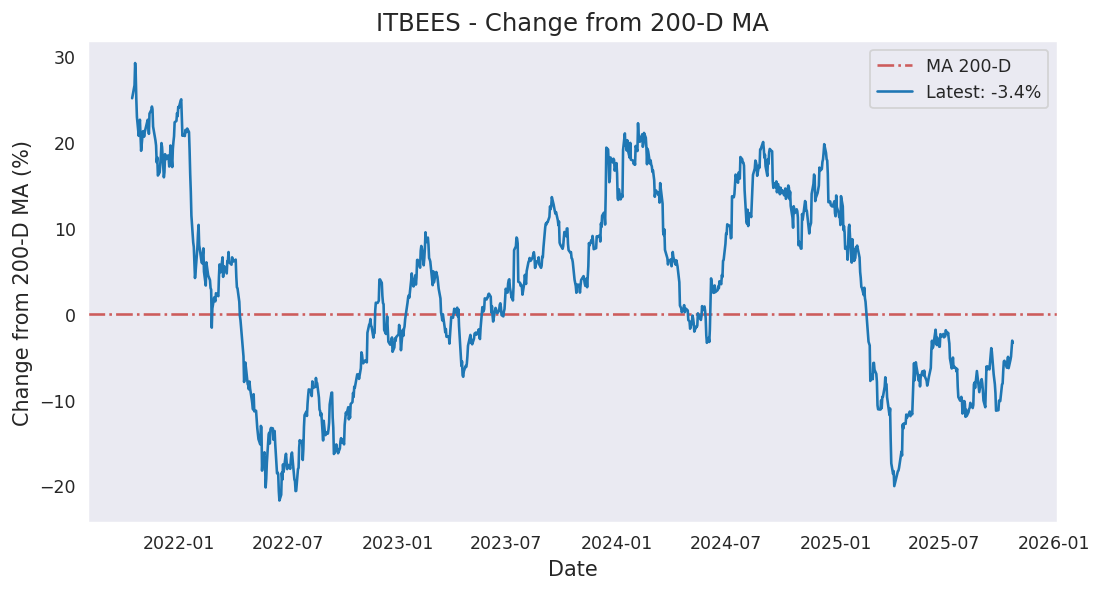 ITBEES - Change from 200-D MA
MA 200-D
Latest: -3.4%
Change from 200-D MA (%)
30
20
10
0
−10
−20
2022-01 2022-07 2023-01 2023-07 2024-01 2024-07 2025-01 2025-07 2026-01
Date